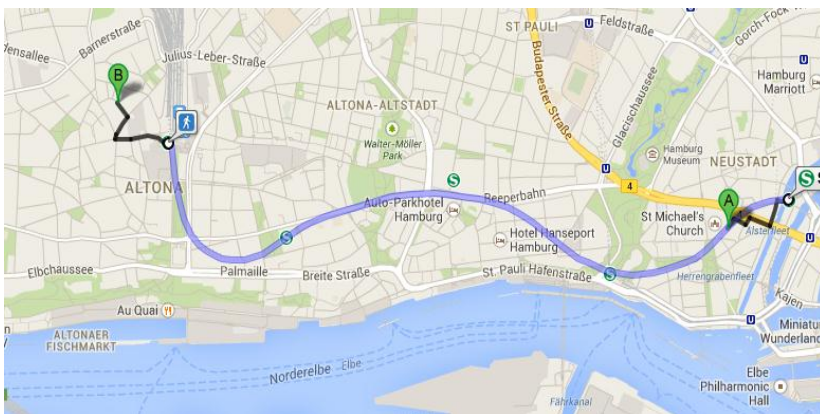 ST PAULI
Feldstraße
Barnerstraße
Julius-Leber-Straße
B
Budapester Straße
Glacischaussee
Hamburg
Marriott
ALTONA-ALTSTADT
Walter-Möller
Park
Hamburg
Museum
NEUSTADT
ALTONA
S
4
S
Reeperbahn
A
Auto-Parkhotel
Hamburg
St Michael's
Church
Alsterfleet
Hotel Hanseport
Hamburg
S
Elbchaussee
Palmaille
Breite Straße
St. Pauli Hafenstraße
S
Herrengrabenfleet
Kajen
Au Quai
U
U
U
U
Miniatur
Wunderland
ALTONAER
FISCHMARKT
Norderelbe
Elbe
Elbe
Philharmonic
Hall
Fährkanal